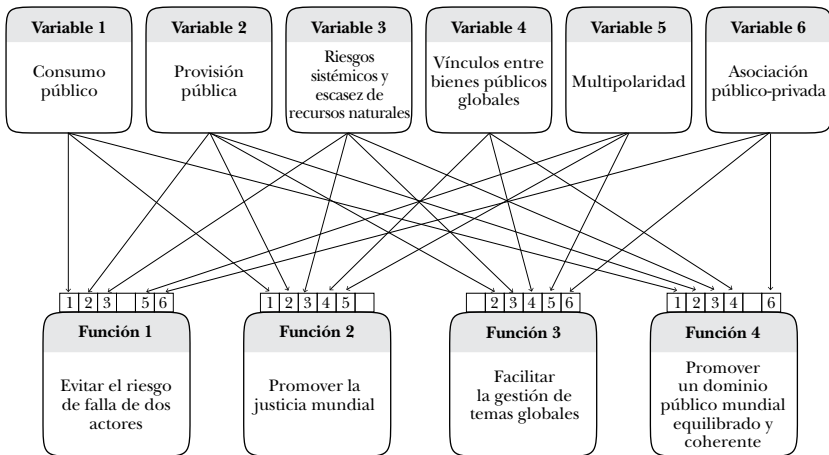 Variable 1
Consumo
público
Variable 2
Provisión
pública
Variable 3
Riesgos
sistémicos y
escasez de
recursos naturales
Variable 4
Vínculos entre
bienes públicos
globales
Variable 5
Multipolaridad
Variable 6
Asociación
público-privada
1 2 3 5 6
Función 1
Evitar el riesgo
de falla de dos
actores
1 2 3 4 5
Función 2
Promover la
justicia mundial
2 3 4 5 6
Función 3
Facilitar
la gestión de
temas globales
1 2 3 4 6
Función 4
Promover
un dominio
público mundial
equilibrado y
coherente